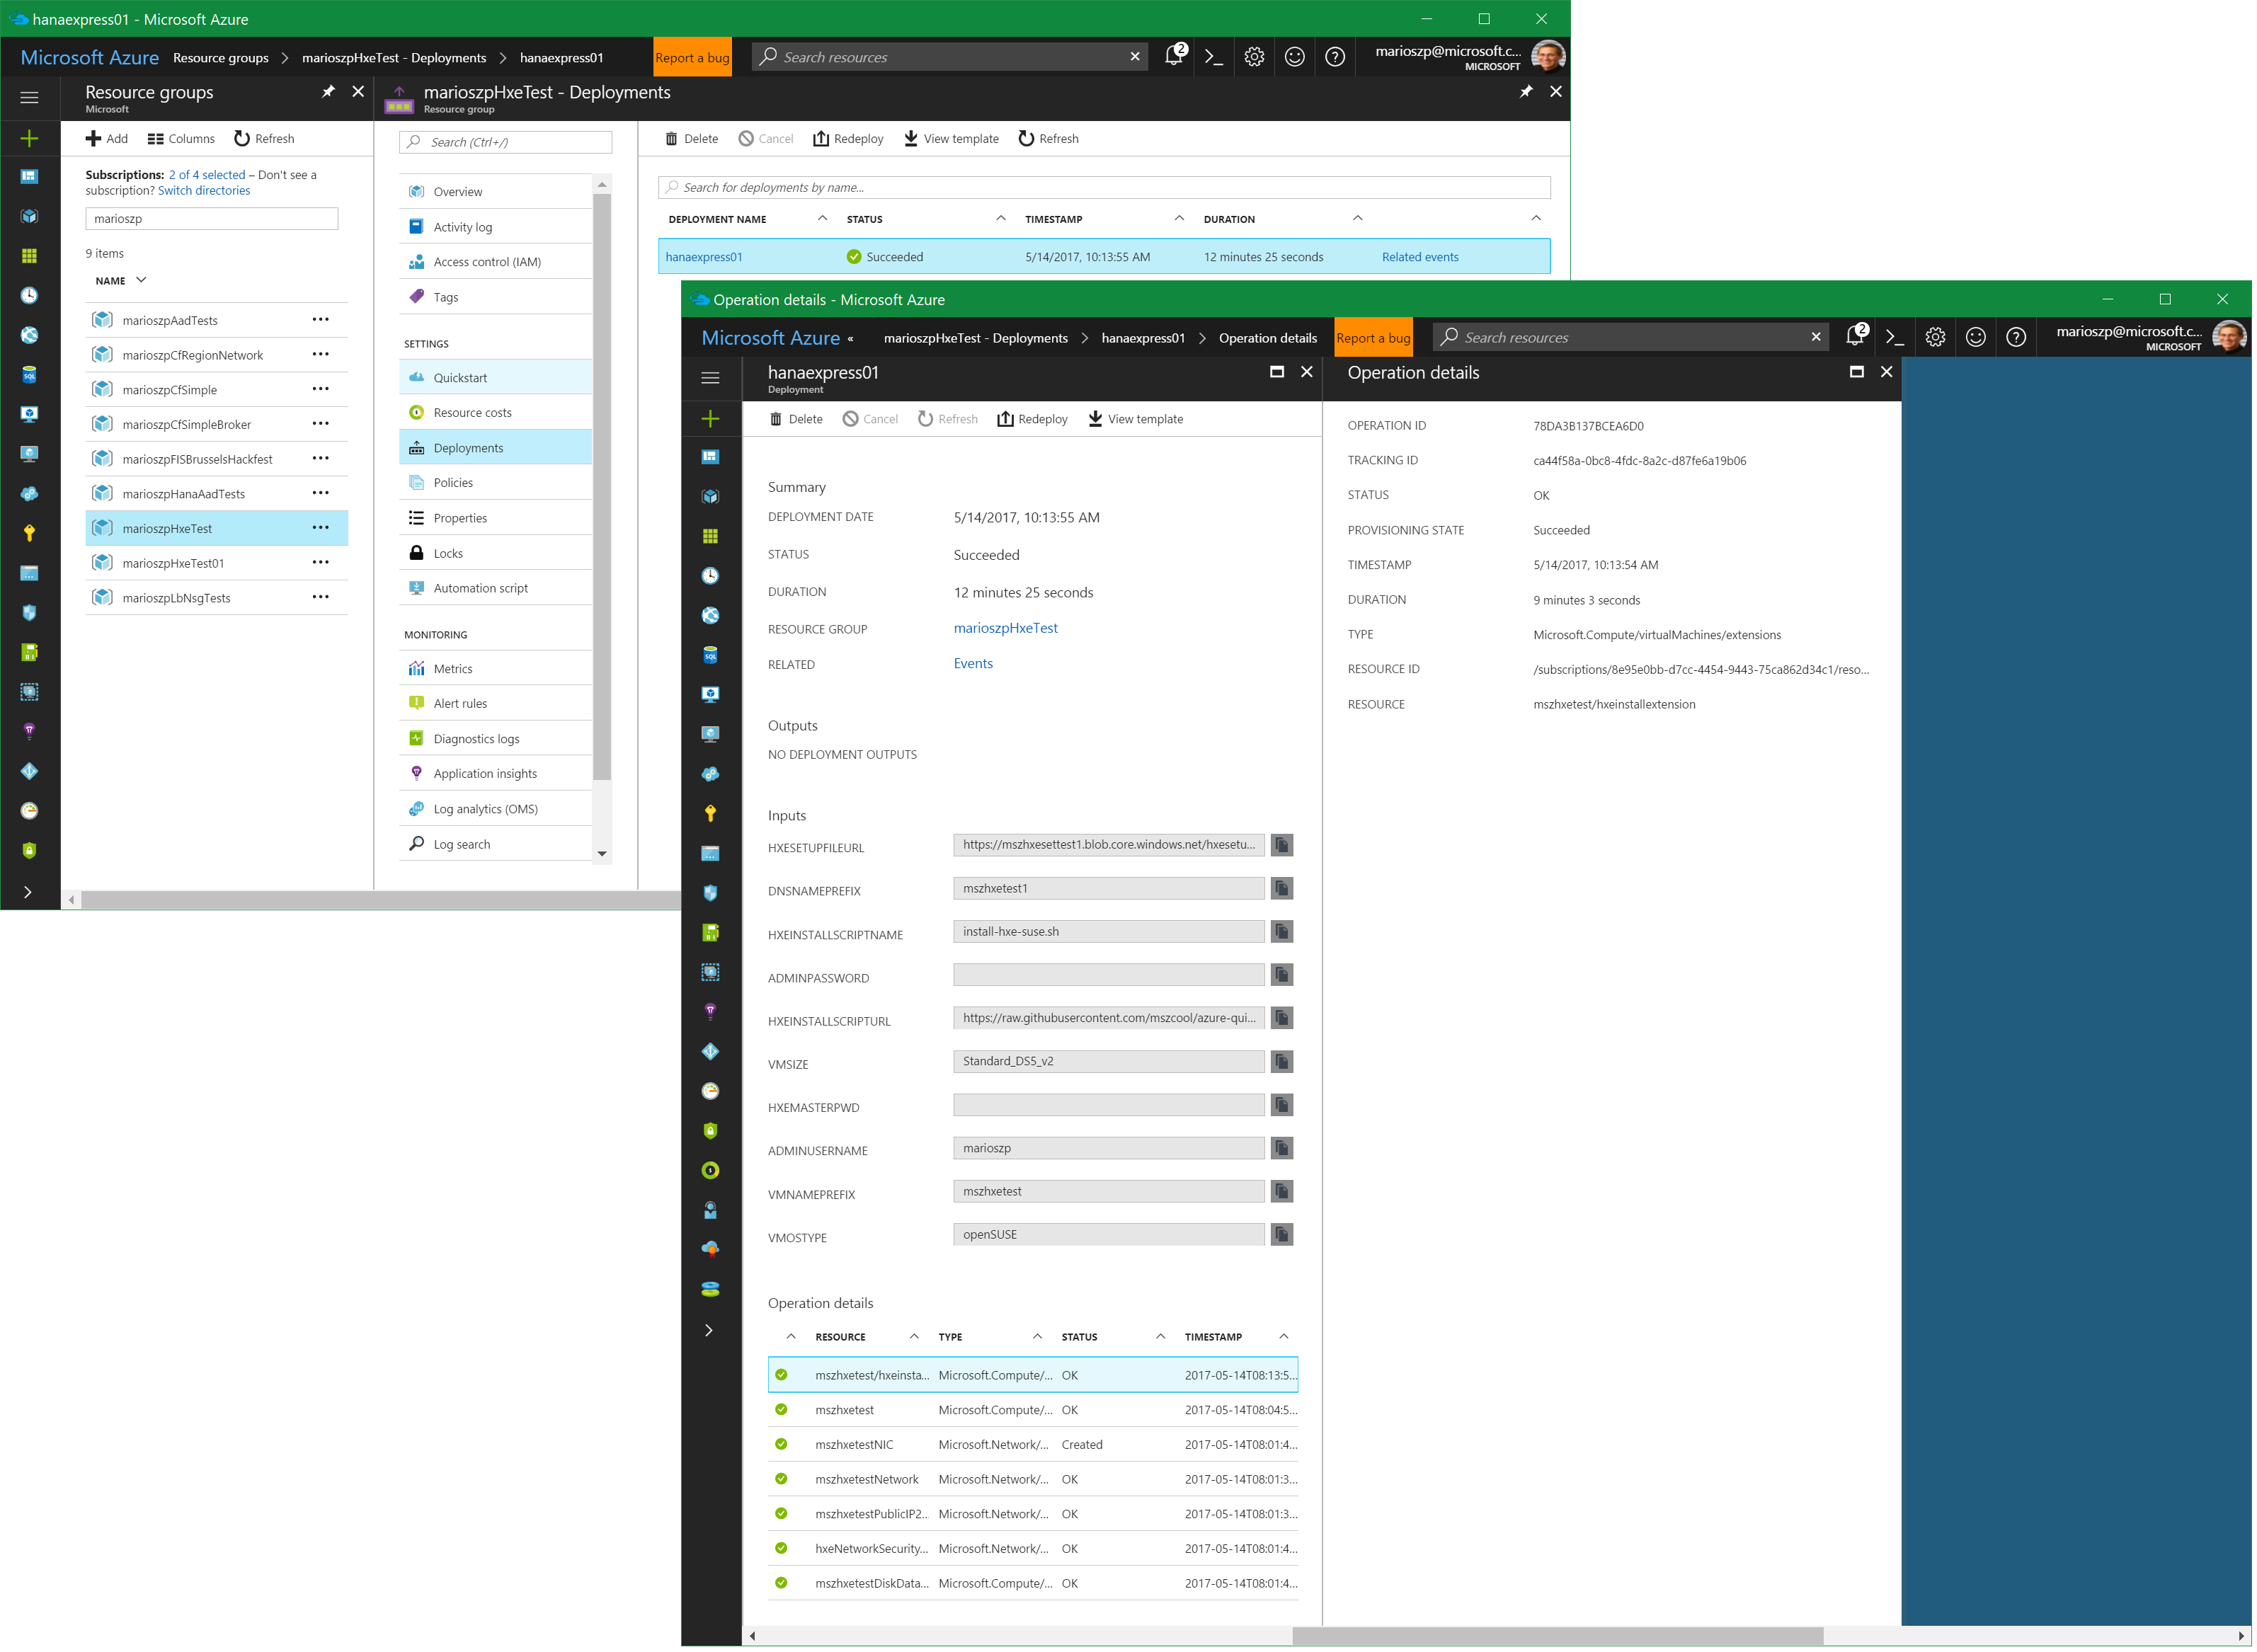 hanaexpress01 - Microsoft Azure
Microsoft Azure Resource groups > mariospzHxeTest - Deployments > hanaexpress01 Report a bug Search resources 2 marioszp@microsoft.c...
MICROSOFT
Resource groups
Microsoft
marioszpHxeTest - Deployments
Resource group
Add Columns Refresh
Search (Ctrl+/)
Delete Cancel Redeploy View template Refresh
Subscriptions: 2 of 4 selected – Don't see a
subscription? Switch directories
marioszp
9 items
NAME
marioszpAadTests ...
marioszpCfRegionNetwork ...
marioszpCfSimple ...
marioszpCfSimpleBroker ...
marioszpFISBrusselsHackfest ...
marioszpHanaAadTests ...
marioszpHxeTest ...
marioszpHxeTest01 ...
marioszpLbNsgTests ...
Overview
Activity log
Access control (IAM)
Tags
SETTINGS
Quickstart
Resource costs
Deployments
Policies
Properties
Locks
Automation script
MONITORING
Metrics
Alert rules
Diagnostics logs
Application insights
Log analytics (OMS)
Log search
Search for deployments by name...
DEPLOYMENT NAME STATUS TIMESTAMP DURATION
hanaexpress01 Succeeded 5/14/2017, 10:13:55 AM 12 minutes 25 seconds Related events
Operation details - Microsoft Azure
Microsoft Azure « marioszpHxeTest - Deployments > hanaexpress01 > Operation details Report a bug Search resources 2 marioszp@microsoft.c...
MICROSOFT
hanaexpress01
Deployment
Delete Cancel Refresh Redeploy View template
Summary
DEPLOYMENT DATE 5/14/2017, 10:13:55 AM
STATUS Succeeded
DURATION 12 minutes 25 seconds
RESOURCE GROUP marioszpHxeTest
RELATED Events
Outputs
NO DEPLOYMENT OUTPUTS
Inputs
HXESETUPFILEURL https://mszhxesettest1.blob.core.windows.net/hxesetu...
DNSNAMEPREFIX mszhxetest1
HXEINSTALLSCRIPTNAME install-hxe-suse.sh
ADMINPASSWORD
HXEINSTALLSCRIPTURL https://raw.githubusercontent.com/mszcool/azure-qui...
VMSIZE Standard_DS5_v2
HXEMASTERPWD
ADMINUSERNAME marioszp
VMNAMEPREFIX mszhxetest
VMOSTYPE openSUSE
Operation details
RESOURCE TYPE STATUS TIMESTAMP
mszhxetest/hxeinsta... Microsoft.Compute/... OK 2017-05-14T08:13:5...
mszhxetest Microsoft.Compute/... OK 2017-05-14T08:04:5...
mszhxetestNIC Microsoft.Network/... Created 2017-05-14T08:01:4...
mszhxetestNetwork Microsoft.Network/... OK 2017-05-14T08:01:3...
mszhxetestPublicIP2... Microsoft.Network/... OK 2017-05-14T08:01:3...
hxeNetworkSecurity... Microsoft.Network/... OK 2017-05-14T08:01:4...
mszhxetestDiskData... Microsoft.Compute/... OK 2017-05-14T08:01:4...
Operation details
OPERATION ID 78DA3B137BCEA6D0
TRACKING ID ca44f58a-0bc8-4fdc-8a2c-d87fe6a19b06
STATUS OK
PROVISIONING STATE Succeeded
TIMESTAMP 5/14/2017, 10:13:54 AM
DURATION 9 minutes 3 seconds
TYPE Microsoft.Compute/virtualMachines/extensions
RESOURCE ID /subscriptions/8e95e0bb-d7cc-4454-9443-75ca862d34c1/reso...
RESOURCE mszhxetest/hxeinstallextension